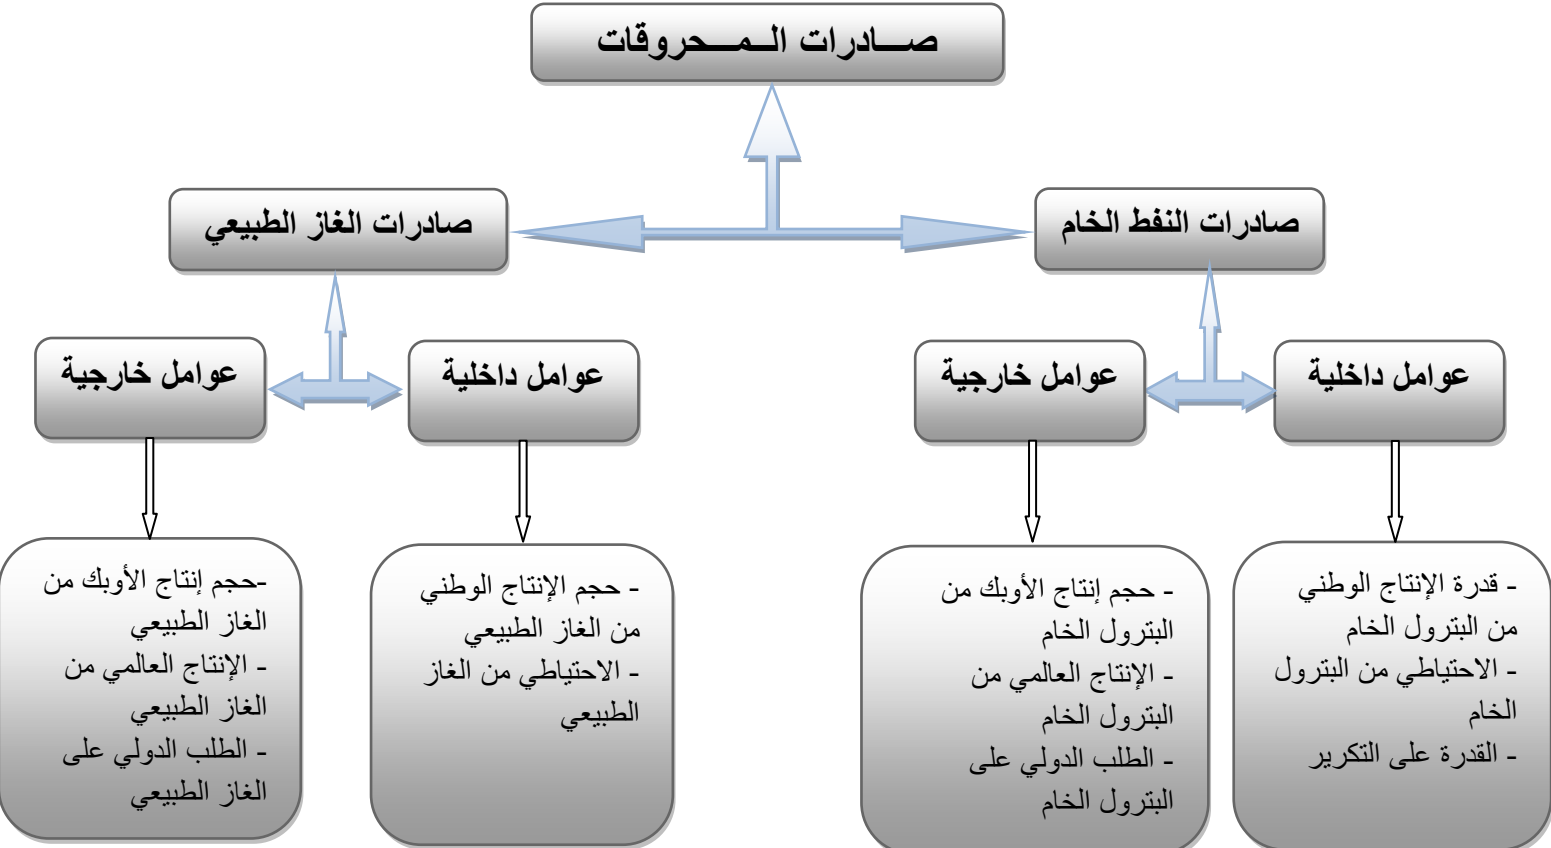 صـــادرات الــمـــحروقات
صادرات النفط الخام
صادرات الغاز الطبيعي
عوامل داخلية
عوامل خارجية
عوامل داخلية
عوامل خارجية
- قدرة الإنتاج الوطني
من البترول الخام
- الاحتياطي من البترول
الخام
- القدرة على التكرير
- حجم إنتاج الأوبك من
البترول الخام
- الإنتاج العالمي من
البترول الخام
- الطلب الدولي على
البترول الخام
- حجم الإنتاج الوطني
من الغاز الطبيعي
- الاحتياطي من الغاز
الطبيعي
-حجم إنتاج الأوبك من
الغاز الطبيعي
- الإنتاج العالمي من
الغاز الطبيعي
- الطلب الدولي على
الغاز الطبيعي